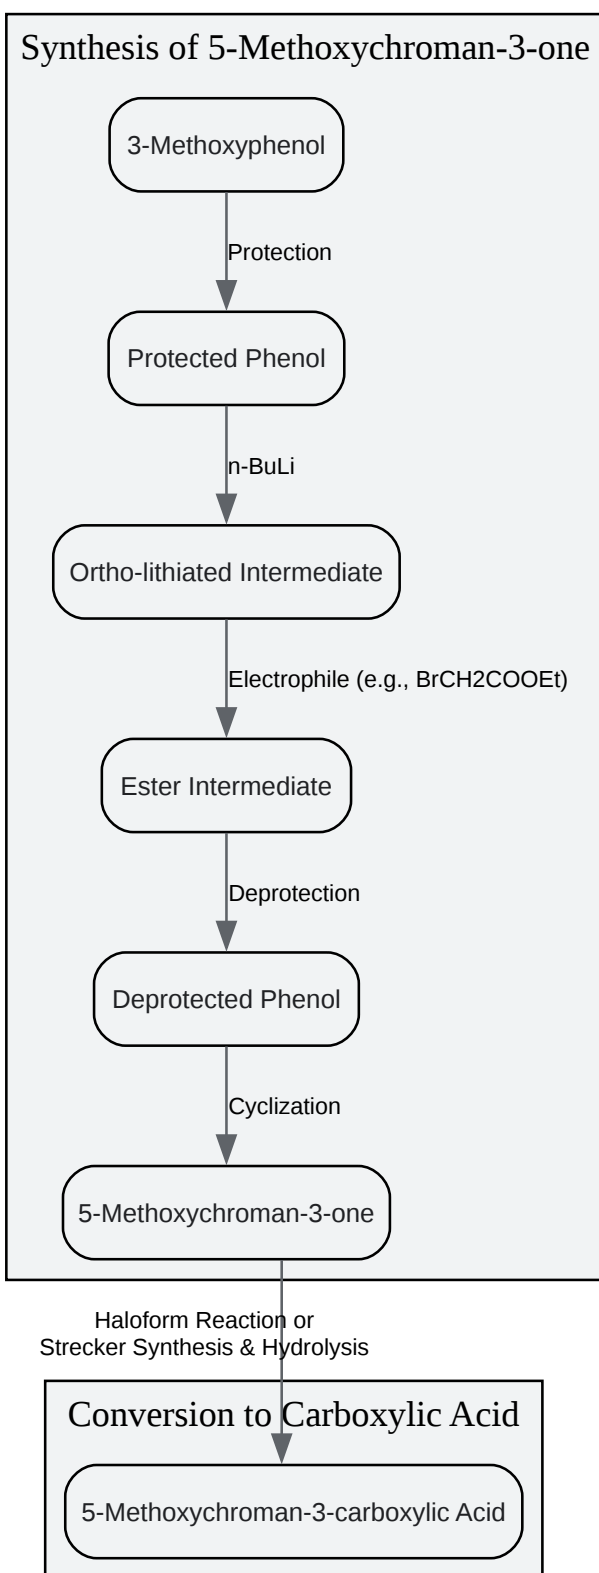 Synthesis of 5-Methoxychroman-3-one
3-Methoxyphenol
Protection
Protected Phenol
n-BuLi
Ortho-lithiated Intermediate
Electrophile (e.g., BrCH2COOEt)
Ester Intermediate
Deprotection
Deprotected Phenol
Cyclization
5-Methoxychroman-3-one
Haloform Reaction or
Strecker Synthesis & Hydrolysis
Conversion to Carboxylic Acid
5-Methoxychroman-3-carboxylic Acid